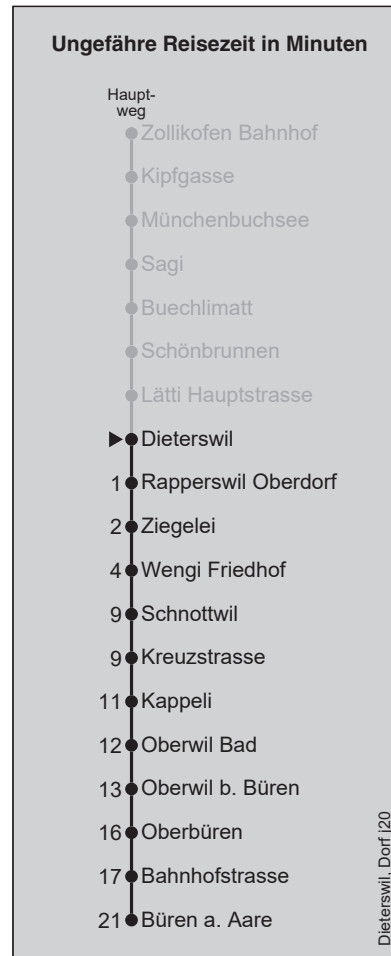 Ungefähre Reisezeit in Minuten
Haupt-
weg
Zollikofen Bahnhof
Kipfgasse
Münchenbuchsee
Sagi
Buechlimatt
Schönbrunnen
Lätti Hauptstrasse
Dieterswil
1 Rapperswil Oberdorf
2 Ziegelei
4 Wengi Friedhof
9 Schnottwil
9 Kreuzstrasse
11 Kappeli
12 Oberwil Bad
13 Oberwil b. Büren
16 Oberbüren
17 Bahnhofstrasse
21 Büren a. Aare
Dieterswil, Dorf j20